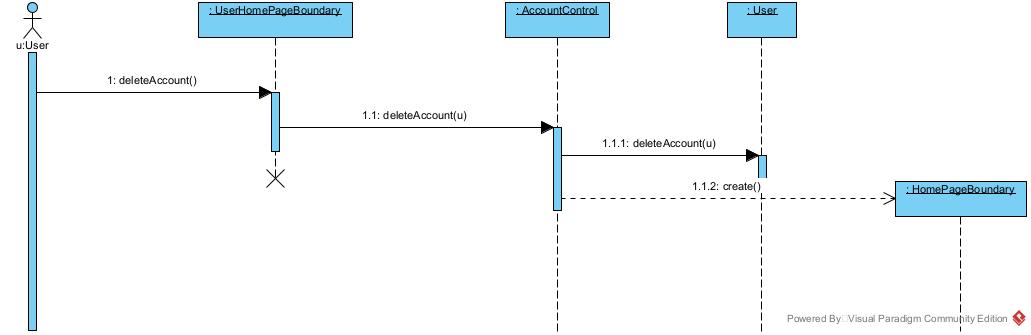 : UserHomePageBoundary
: AccountControl
: User
u:User
1: deleteAccount()
1.1: deleteAccount(u)
1.1.1: deleteAccount(u)
1.1.2: create()
: HomePageBoundary
Powered By Visual Paradigm Community Edition